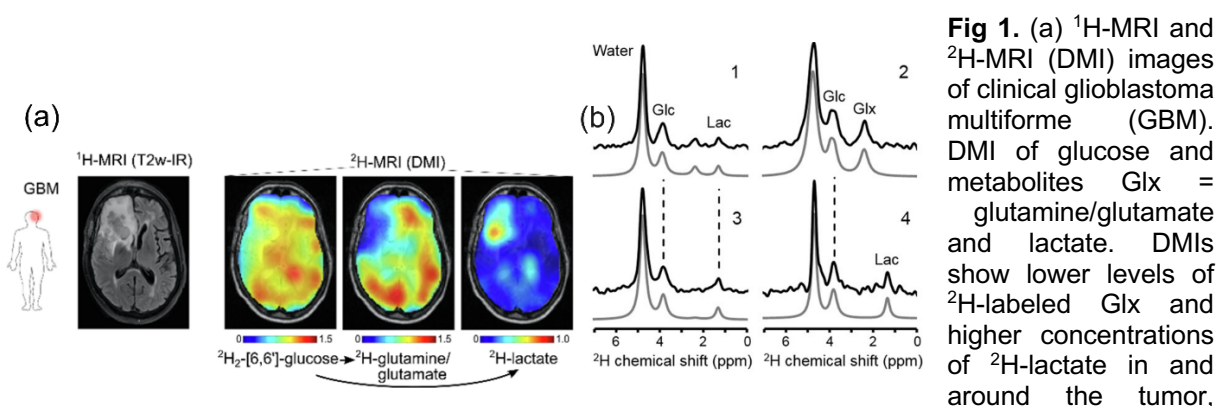 (a)
¹H-MRI (T2w-IR)
GBM
²H-MRI (DMI)
0 1.5 0 1.5 0 1.0
²H₂-[6,6']-glucose ²H-glutamine/ ²H-lactate
glutamate
(b)
Water
1
Glc
Lac
2
Glc
Glx
3
4
Lac
6 4 2 0 6 4 2 0
²H chemical shift (ppm) ²H chemical shift (ppm)
Fig 1. (a) ¹H-MRI and
²H-MRI (DMI) images
of clinical glioblastoma
multiforme (GBM).
DMI of glucose and
metabolites Glx =
glutamine/glutamate
and lactate. DMIs
show lower levels of
²H-labeled Glx and
higher concentrations
of ²H-lactate in and
around the tumor,